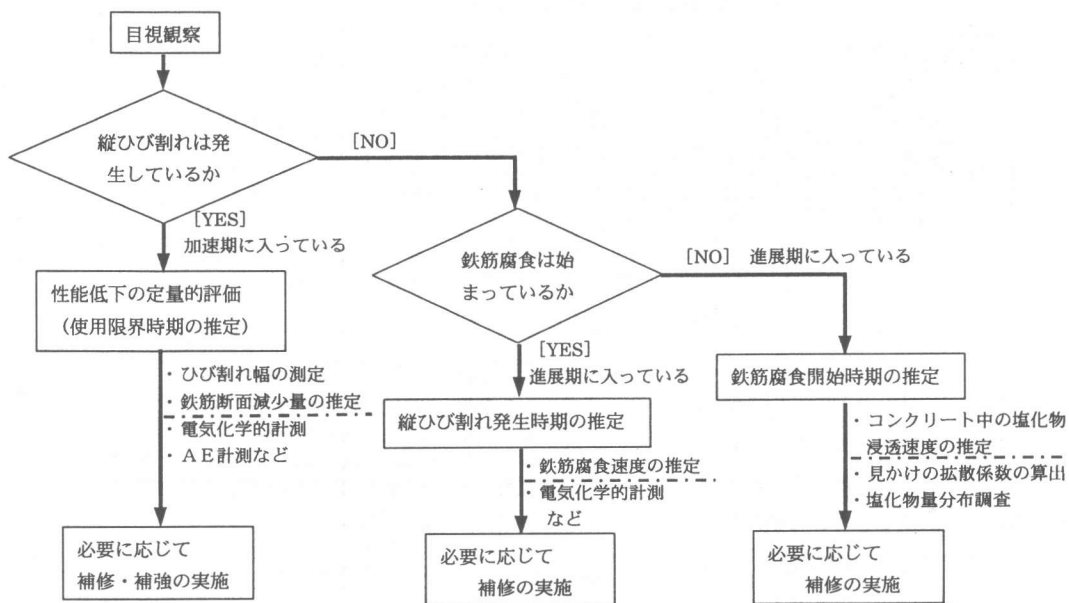 目視観察
縦ひび割れは発
生しているか
[NO]
[YES]
加速期に入っている
鉄筋腐食は始
まっているか
[NO] 進展期に入っている
性能低下の定量的評価
(使用限界時期の推定)
[YES]
進展期に入っている
鉄筋腐食開始時期の推定
・ひび割れ幅の測定
・鉄筋断面減少量の推定
・電気化学的計測
・AE計測など
縦ひび割れ発生時期の推定
・コンクリート中の塩化物
浸透速度の推定
・見かけの拡散係数の算出
・塩化物量分布調査
・鉄筋腐食速度の推定
・電気化学的計測
など
必要に応じて
補修・補強の実施
必要に応じて
補修の実施
必要に応じて
補修の実施